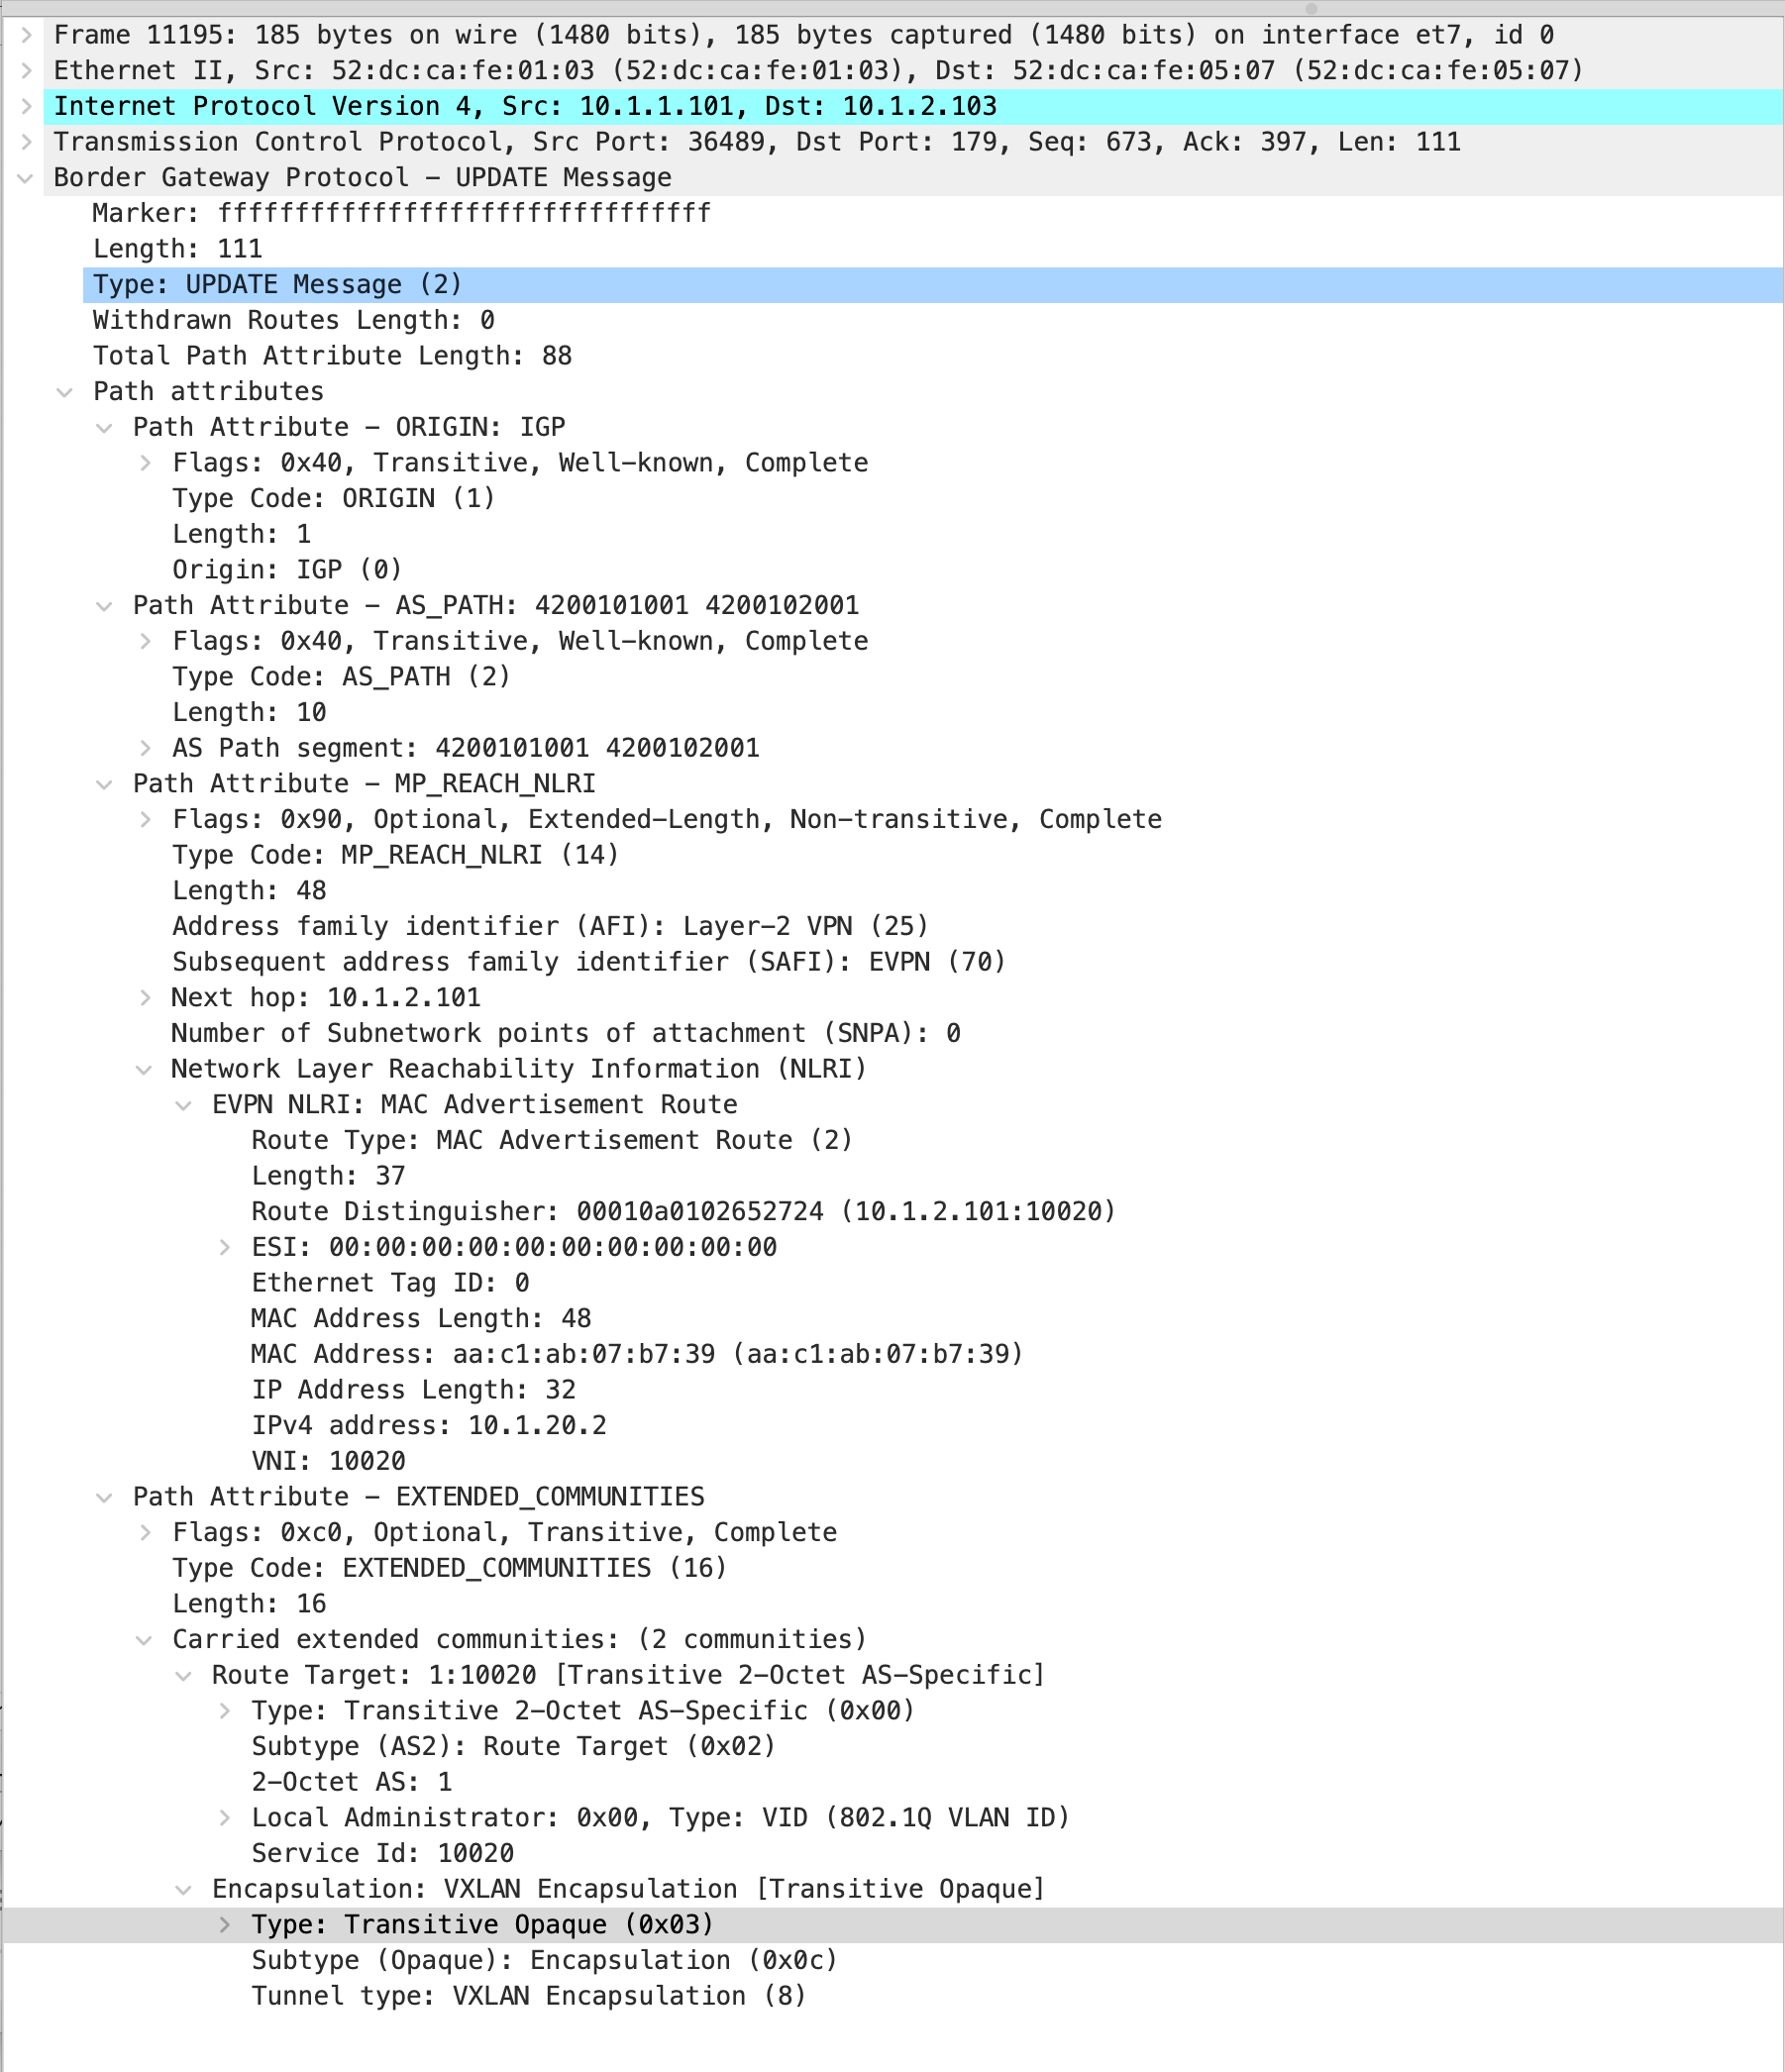 Frame 11195: 185 bytes on wire (1480 bits), 185 bytes captured (1480 bits) on interface et7, id 0
Ethernet II, Src: 52:dc:ca:fe:01:03 (52:dc:ca:fe:01:03), Dst: 52:dc:ca:fe:05:07 (52:dc:ca:fe:05:07)
Internet Protocol Version 4, Src: 10.1.1.101, Dst: 10.1.2.103
Transmission Control Protocol, Src Port: 36489, Dst Port: 179, Seq: 673, Ack: 397, Len: 111
Border Gateway Protocol – UPDATE Message
Marker: ffffffffffffffffffffffffffffffff
Length: 111
Type: UPDATE Message (2)
Withdrawn Routes Length: 0
Total Path Attribute Length: 88
Path attributes
Path Attribute – ORIGIN: IGP
Flags: 0x40, Transitive, Well-known, Complete
Type Code: ORIGIN (1)
Length: 1
Origin: IGP (0)
Path Attribute – AS_PATH: 4200101001 4200102001
Flags: 0x40, Transitive, Well-known, Complete
Type Code: AS_PATH (2)
Length: 10
AS Path segment: 4200101001 4200102001
Path Attribute – MP_REACH_NLRI
Flags: 0x90, Optional, Extended-Length, Non-transitive, Complete
Type Code: MP_REACH_NLRI (14)
Length: 48
Address family identifier (AFI): Layer-2 VPN (25)
Subsequent address family identifier (SAFI): EVPN (70)
Next hop: 10.1.2.101
Number of Subnetwork points of attachment (SNPA): 0
Network Layer Reachability Information (NLRI)
EVPN NLRI: MAC Advertisement Route
Route Type: MAC Advertisement Route (2)
Length: 37
Route Distinguisher: 00010a0102652724 (10.1.2.101:10020)
ESI: 00:00:00:00:00:00:00:00:00:00
Ethernet Tag ID: 0
MAC Address Length: 48
MAC Address: aa:c1:ab:07:b7:39 (aa:c1:ab:07:b7:39)
IP Address Length: 32
IPv4 address: 10.1.20.2
VNI: 10020
Path Attribute – EXTENDED_COMMUNITIES
Flags: 0xc0, Optional, Transitive, Complete
Type Code: EXTENDED_COMMUNITIES (16)
Length: 16
Carried extended communities: (2 communities)
Route Target: 1:10020 [Transitive 2-Octet AS-Specific]
Type: Transitive 2-Octet AS-Specific (0x00)
Subtype (AS2): Route Target (0x02)
2-Octet AS: 1
Local Administrator: 0x00, Type: VID (802.1Q VLAN ID)
Service Id: 10020
Encapsulation: VXLAN Encapsulation [Transitive Opaque]
Type: Transitive Opaque (0x03)
Subtype (Opaque): Encapsulation (0x0c)
Tunnel type: VXLAN Encapsulation (8)